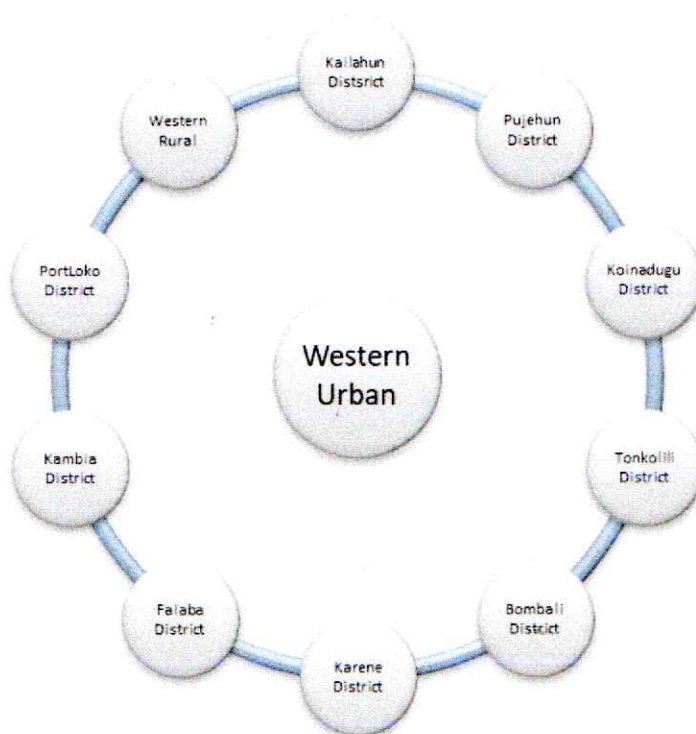 Kailahun
Distsrict
Pujehun
District
Koinadugu
District
Tonkolili
District
Bombali
Distcict
Karene
District
Falaba
District
Kambia
District
PortLoko
District
Western
Rural
Western
Urban